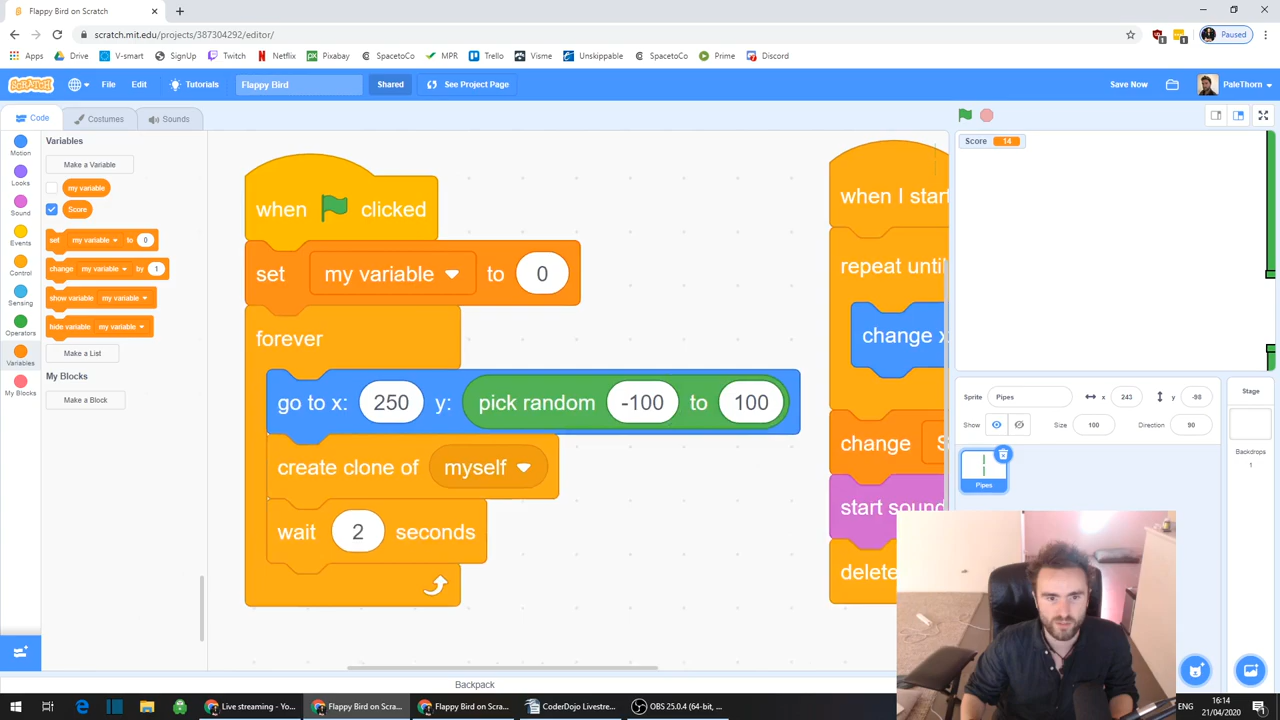 Flappy Bird on Scratch
scratch.mit.edu/projects/387304292/editor/
Paused
Apps Drive V-smart SignUp Twitch Netflix Pixabay SpacetoCo MPR Trello Visme Unskippable SpacetoCo Prime Discord
SCRATCH File Edit Tutorials Flappy Bird Shared See Project Page Save Now PaleThorn
Code Costumes Sounds
Motion
Looks
Sound
Events
Control
Sensing
Operators
Variables
My Blocks
Variables
Make a Variable
my variable
Score
set my variable to 0
change my variable by 1
show variable my variable
hide variable my variable
Make a List
My Blocks
Make a Block
when clicked
set my variable to 0
forever
go to x: 250 y: pick random -100 to 100
create clone of myself
wait 2 seconds
when I start
repeat until
change x
change S
start sound
delete
Score 14
Sprite Pipes x 243 y -98
Show Size 100 Direction 90
Pipes
Stage
Backdrops
1
Backpack
Live streaming - Yo... Flappy Bird on Scra... Flappy Bird on Scra... CoderDojo Livestre... OBS 25.0.4 (64-bit, ...
ENG
16:14
21/04/2020
1